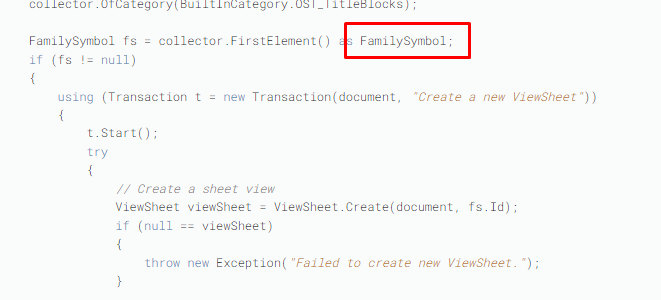 collector.OfCategory(BuiltInCategory.OST_TitleBlocks);
FamilySymbol fs = collector.FirstElement() as FamilySymbol;
if (fs != null)
{
using (Transaction t = new Transaction(document, "Create a new ViewSheet"))
{
t.Start();
try
{
// Create a sheet view
ViewSheet viewSheet = ViewSheet.Create(document, fs.Id);
if (null == viewSheet)
{
throw new Exception("Failed to create new ViewSheet.");
}